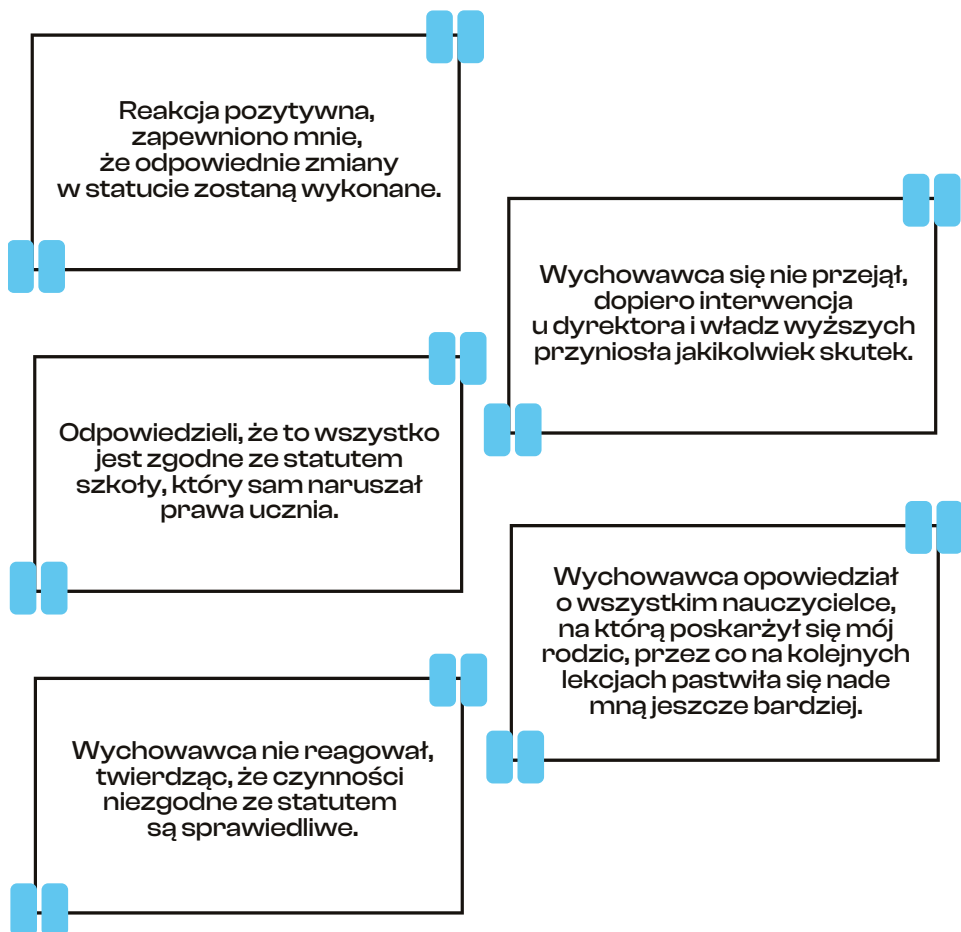 Reakcja pozytywna,
zapewniono mnie,
że odpowiednie zmiany
w statucie zostaną wykonane.
Wychowawca się nie przejął,
dopiero interwencja
u dyrektora i władz wyższych
przyniosła jakikolwiek skutek.
Odpowiedzieli, że to wszystko
jest zgodne ze statutem
szkoły, który sam naruszał
prawa ucznia.
Wychowawca opowiedział
o wszystkim nauczycielce,
na którą poskarżył się mój
rodzic, przez co na kolejnych
lekcjach pastwiła się nade
mną jeszcze bardziej.
Wychowawca nie reagował,
twierdząc, że czynności
niezgodne ze statutem
są sprawiedliwe.